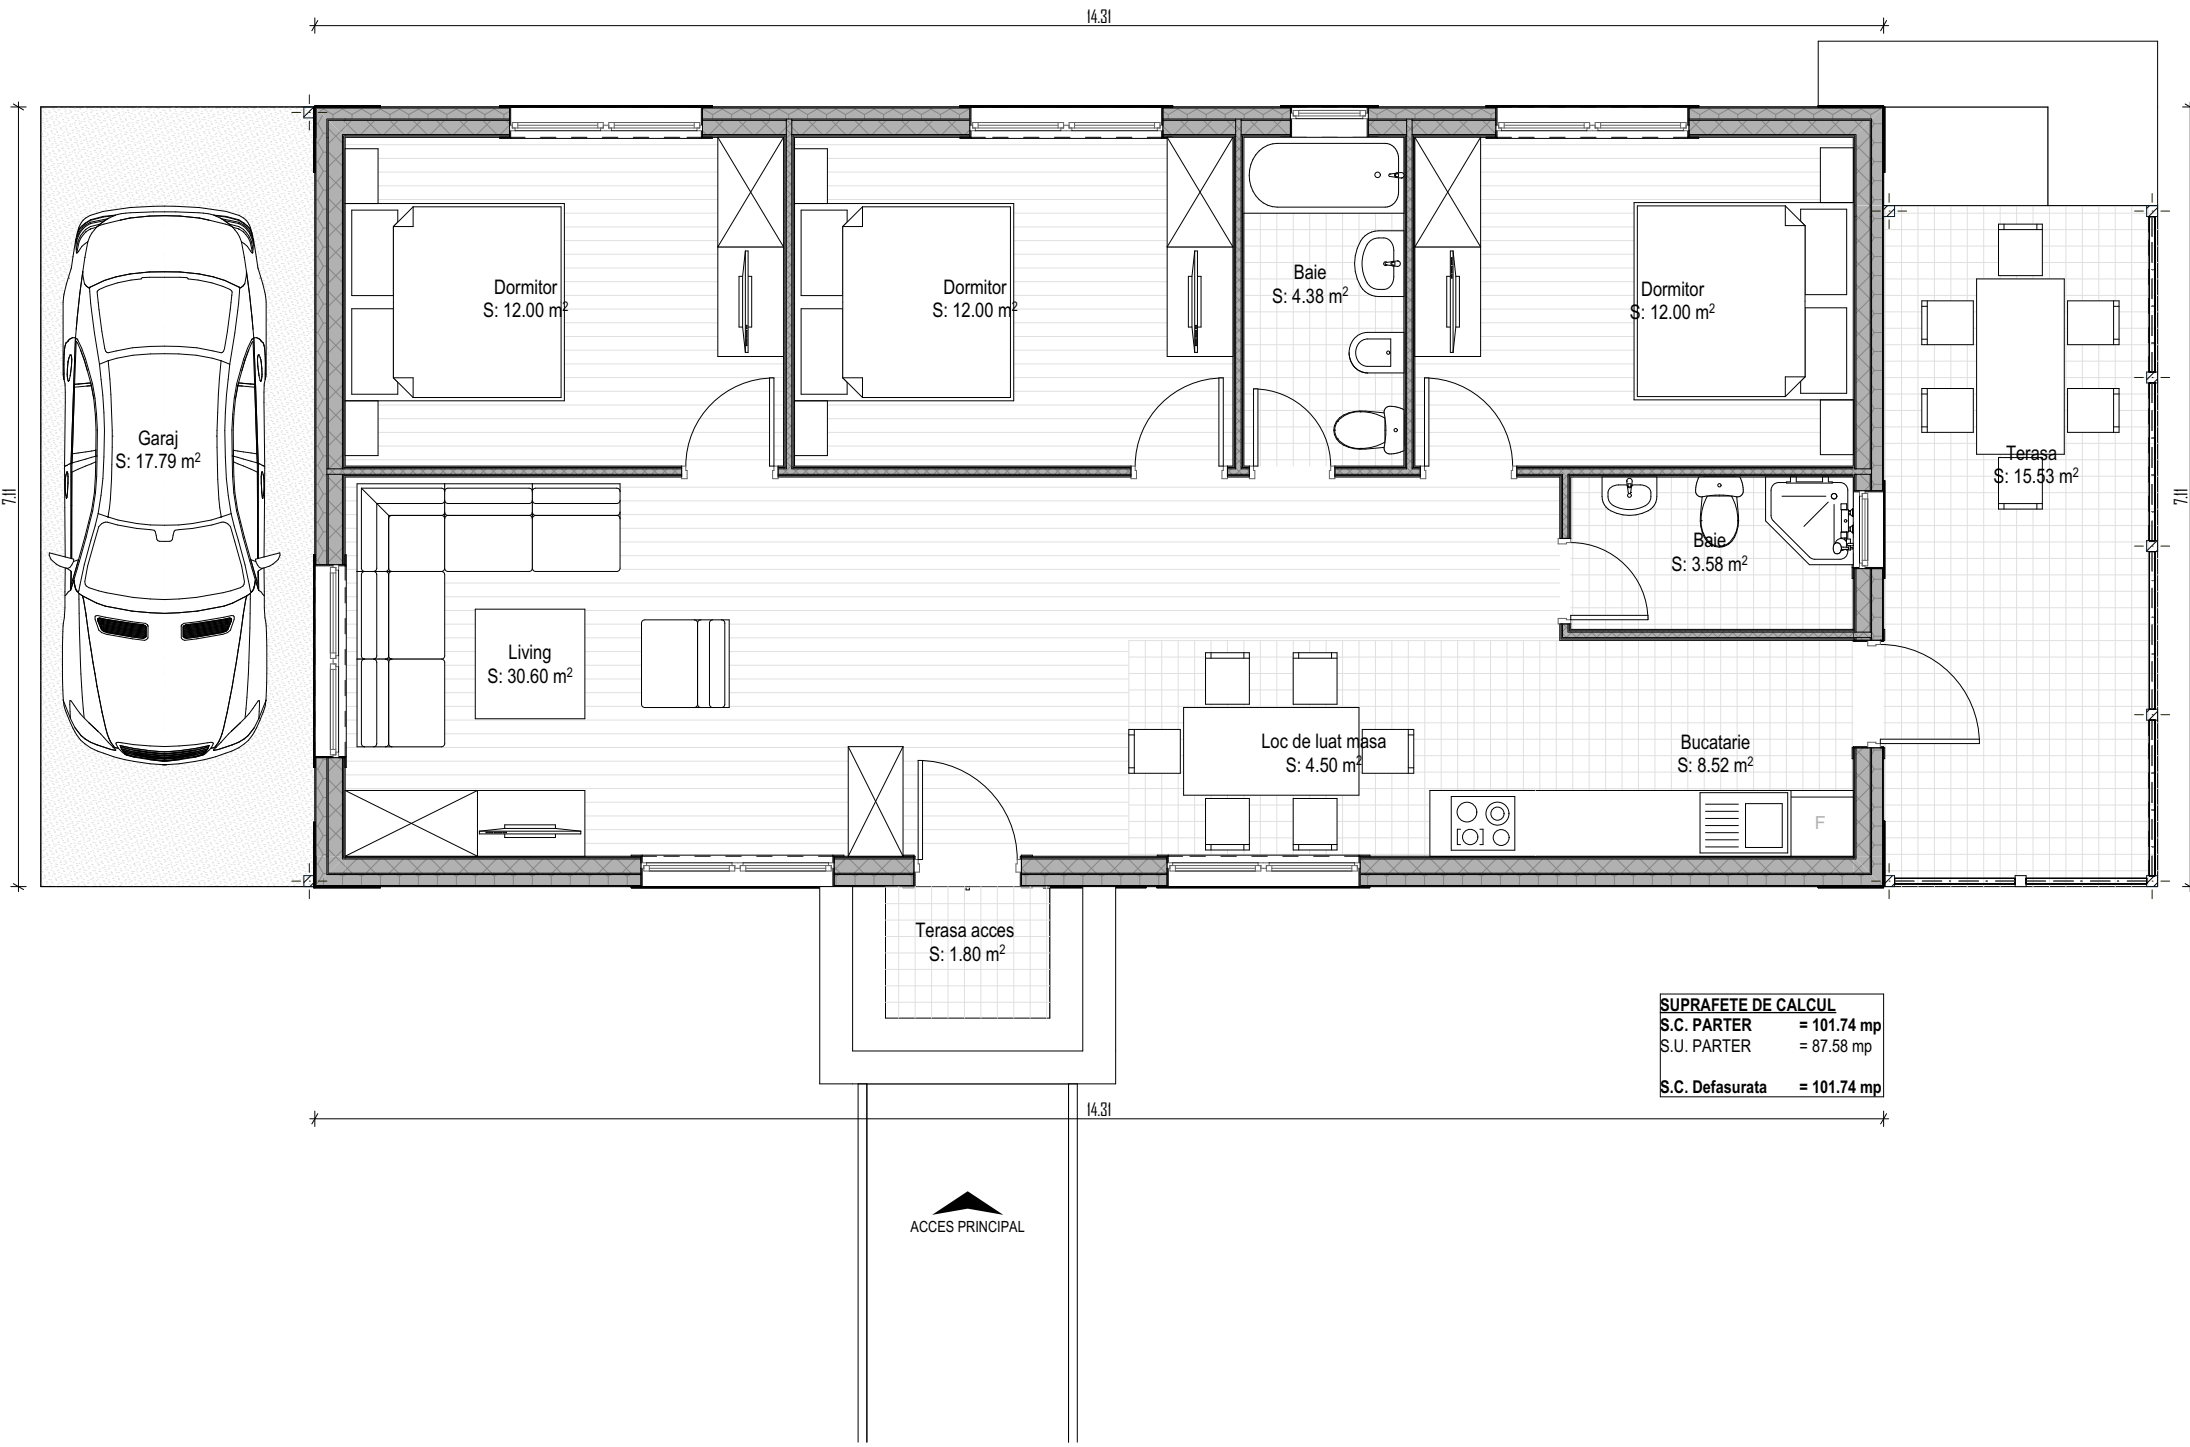 14.31
7.11
7.11
Dormitor
S: 12.00 m²
Dormitor
S: 12.00 m²
Baie
S: 4.38 m²
Dormitor
S: 12.00 m²
Garaj
S: 17.79 m²
Terasa
S: 15.53 m²
Baie
S: 3.58 m²
Living
S: 30.60 m²
Loc de luat masa
S: 4.50 m²
Bucatarie
S: 8.52 m²
F
Terasa acces
S: 1.80 m²
SUPRAFETE DE CALCUL
S.C. PARTER = 101.74 mp
S.U. PARTER = 87.58 mp
S.C. Defasurata = 101.74 mp
14.31
ACCES PRINCIPAL